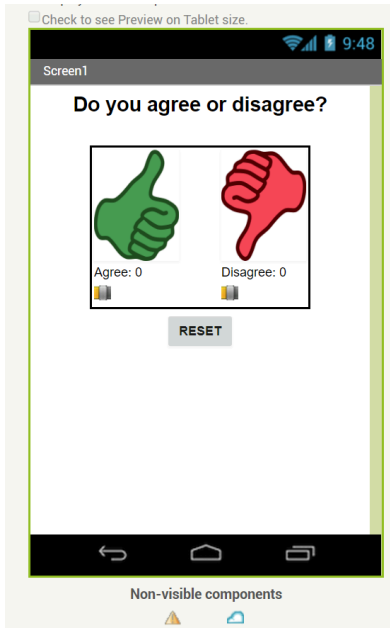 Check to see Preview on Tablet size.
9:48
Screen1
Do you agree or disagree?
Agree: 0
Disagree: 0
RESET
Non-visible components